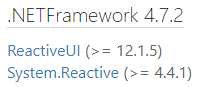 .NETFramework 4.7.2
ReactiveUI (>= 12.1.5)
System.Reactive (>= 4.4.1)